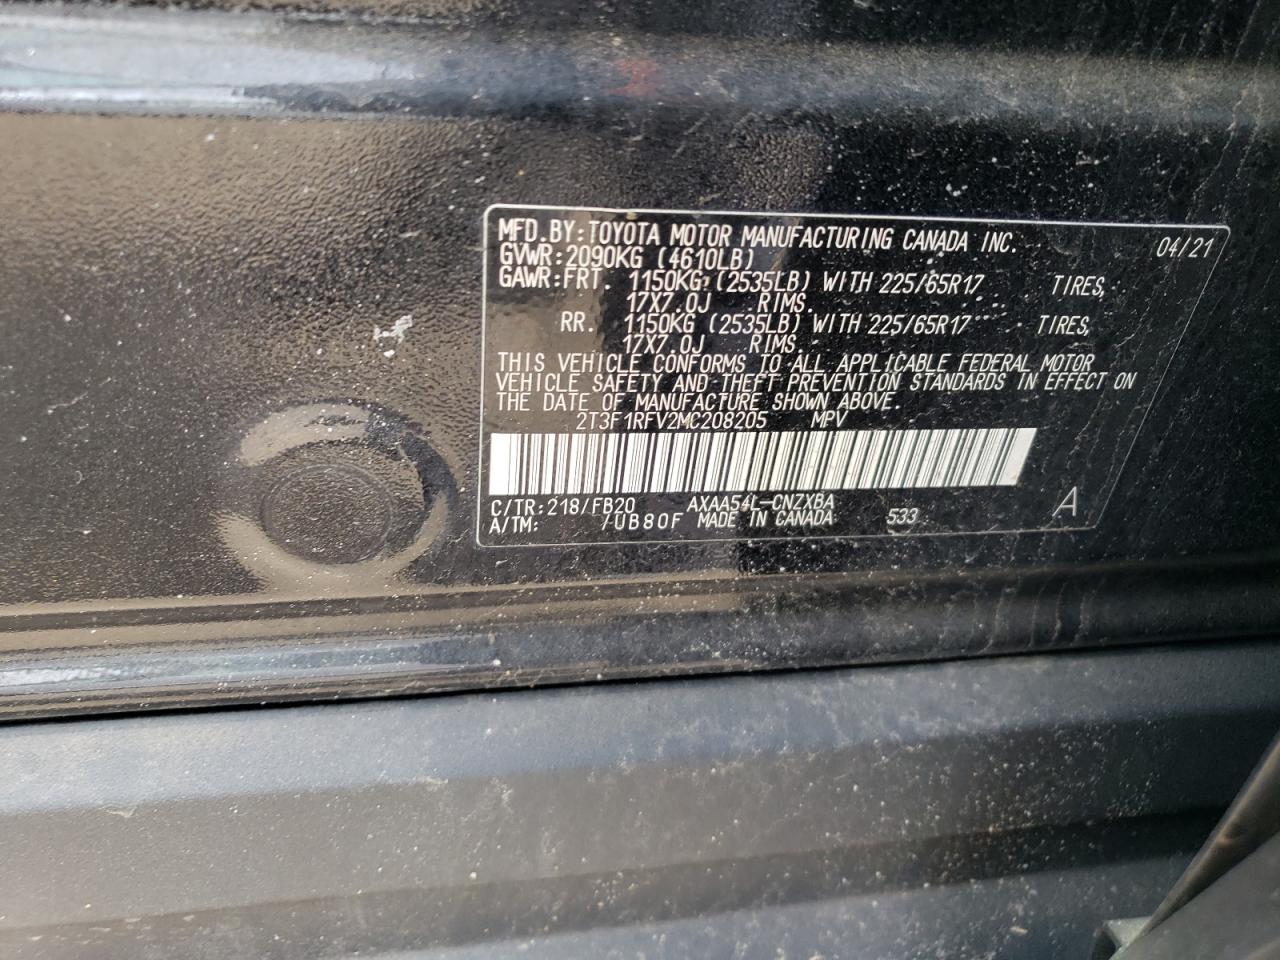 MFD.BY:TOYOTA MOTOR MANUFACTURING CANADA INC. 04/21
GVWR:2090KG (4610LB)
GAWR:FRT. 1150KG (2535LB) WITH 225/65R17 TIRES,
17X7.0J RIMS.
RR. 1150KG (2535LB) WITH 225/65R17 TIRES,
17X7.0J RIMS.
THIS VEHICLE CONFORMS TO ALL APPLICABLE FEDERAL MOTOR
VEHICLE SAFETY AND THEFT PREVENTION STANDARDS IN EFFECT ON
THE DATE OF MANUFACTURE SHOWN ABOVE.
2T3F1RFV2MC208205 MPV
C/TR:218/FB20 AXAA54L-CNZXBA A
A/TM: /UB80F MADE IN CANADA 533